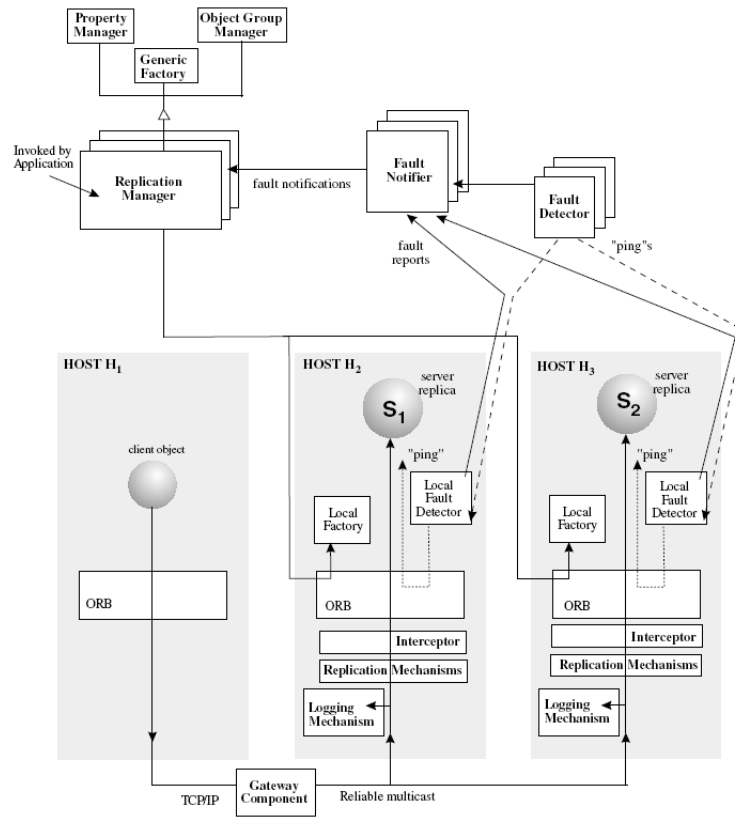 Property
Manager
Object Group
Manager
Generic
Factory
Invoked by
Application
Replication
Manager
fault notifications
Fault
Notifier
Fault
Detector
fault
reports
"ping"s
HOST H1
HOST H2
HOST H3
client object
server
replica
S1
server
replica
S2
"ping"
"ping"
Local
Fault
Detector
Local
Fault
Detector
Local
Factory
Local
Factory
ORB
ORB
ORB
Interceptor
Interceptor
Replication Mechanisms
Replication Mechanisms
Logging
Mechanism
Logging
Mechanism
TCP/IP
Gateway
Component
Reliable multicast